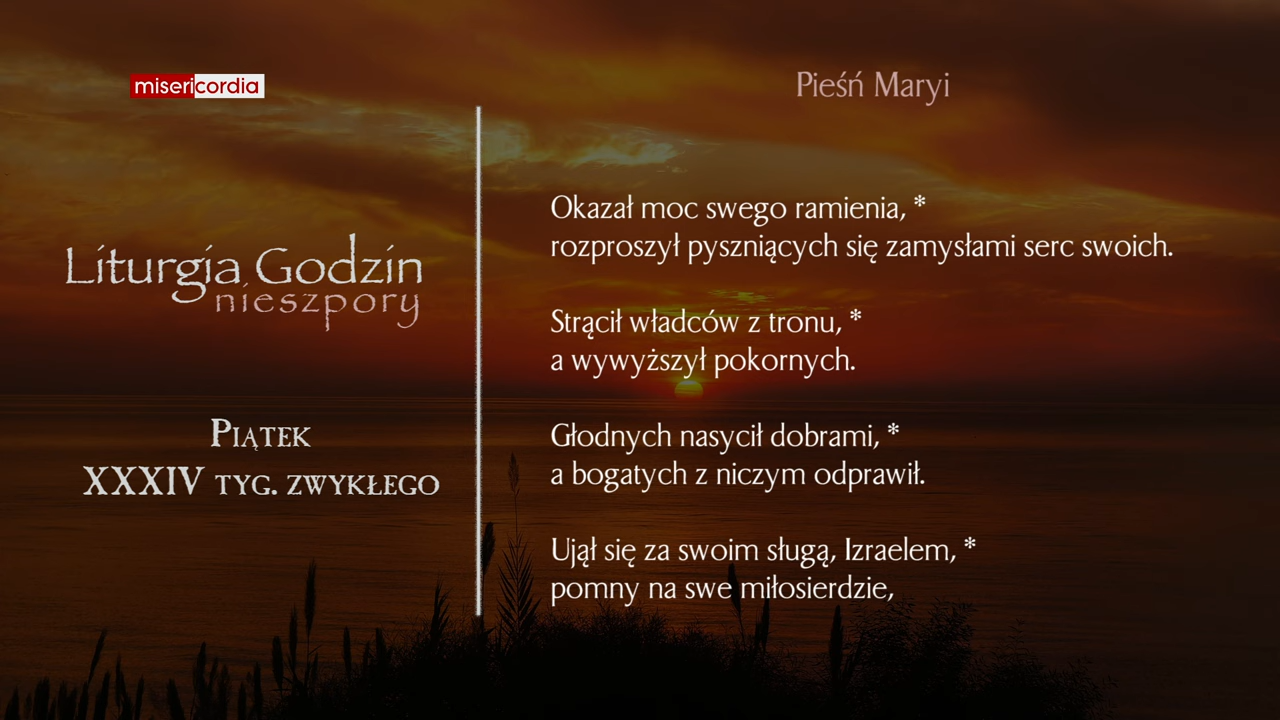 misericordia
Liturgia Godzin
nieszpory
Piątek
XXXIV tyg. zwykłego
Pieśń Maryi
Okazał moc swego ramienia, *
rozproszył pyszniących się zamysłami serc swoich.
Strącił władców z tronu, *
a wywyższył pokornych.
Głodnych nasycił dobrami, *
a bogatych z niczym odprawił.
Ujął się za swoim sługą, Izraelem, *
pomny na swe miłosierdzie,